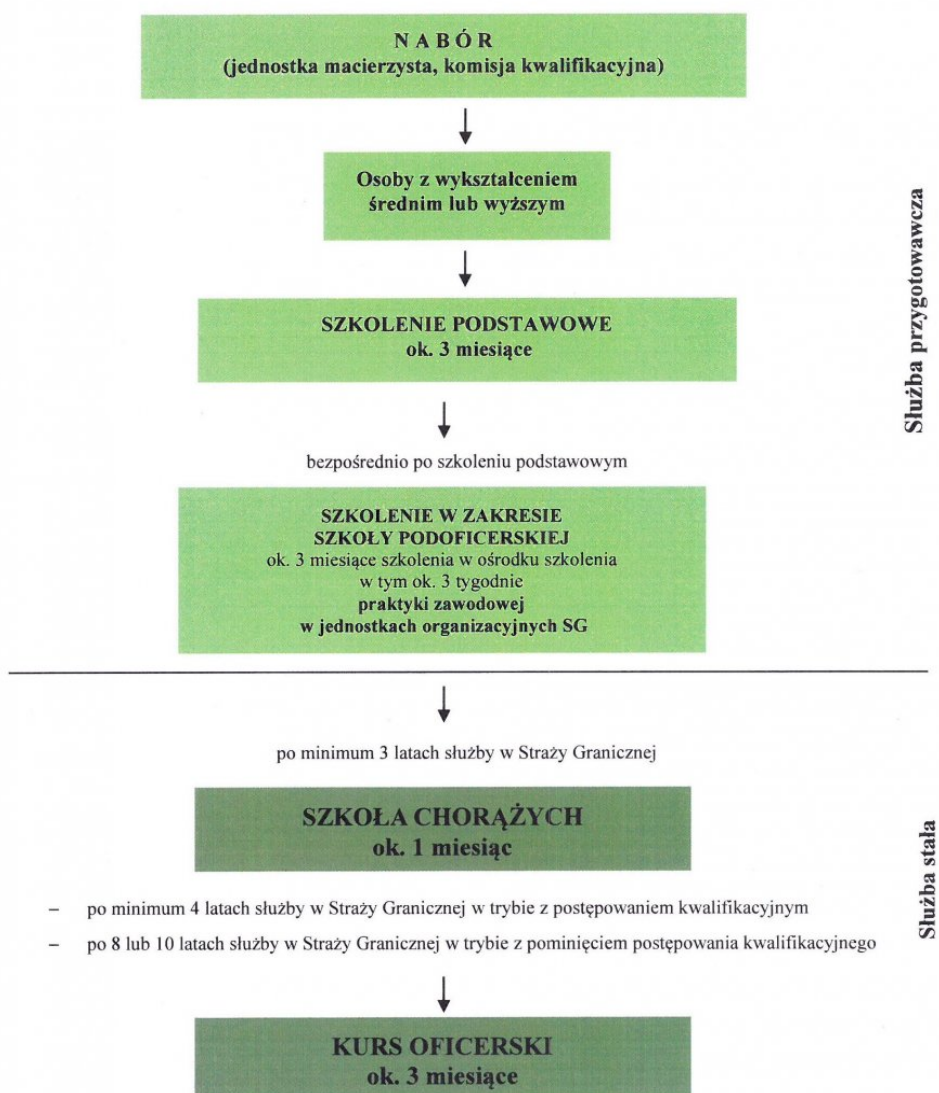 N A B Ó R
(jednostka macierzysta, komisja kwalifikacyjna)
Osoby z wykształceniem
średnim lub wyższym
SZKOLENIE PODSTAWOWE
ok. 3 miesiące
bezpośrednio po szkoleniu podstawowym
SZKOLENIE W ZAKRESIE
SZKOŁY PODOFICERSKIEJ
ok. 3 miesiące szkolenia w ośrodku szkolenia
w tym ok. 3 tygodnie
praktyki zawodowej
w jednostkach organizacyjnych SG
Służba przygotowawcza
po minimum 3 latach służby w Straży Granicznej
SZKOŁA CHORĄŻYCH
ok. 1 miesiąc
– po minimum 4 latach służby w Straży Granicznej w trybie z postępowaniem kwalifikacyjnym
– po 8 lub 10 latach służby w Straży Granicznej w trybie z pominięciem postępowania kwalifikacyjnego
KURS OFICERSKI
ok. 3 miesiące
Służba stała